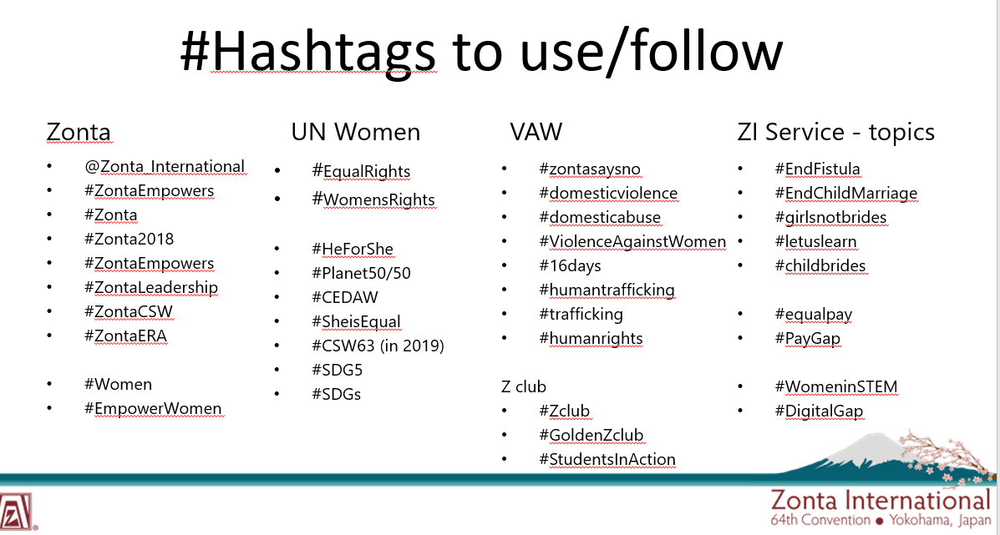 #Hashtags to use/follow
Zonta
• @Zonta_International
• #ZontaEmpowers
• #Zonta
• #Zonta2018
• #ZontaEmpowers
• #ZontaLeadership
• #ZontaCSW
• #ZontaERA
• #Women
• #EmpowerWomen
UN Women
• #EqualRights
• #WomensRights
• #HeForShe
• #Planet50/50
• #CEDAW
• #SheisEqual
• #CSW63 (in 2019)
• #SDG5
• #SDGs
VAW
• #zontasaysno
• #domesticviolence
• #domesticabuse
• #ViolenceAgainstWomen
• #16days
• #humantrafficking
• #trafficking
• #humanrights
Z club
• #Zclub
• #GoldenZclub
• #StudentsInAction
ZI Service - topics
• #EndFistula
• #EndChildMarriage
• #girlsnotbrides
• #letuslearn
• #childbrides
• #equalpay
• #PayGap
• #WomeninSTEM
• #DigitalGap
Zonta International
64th Convention ● Yokohama, Japan
®